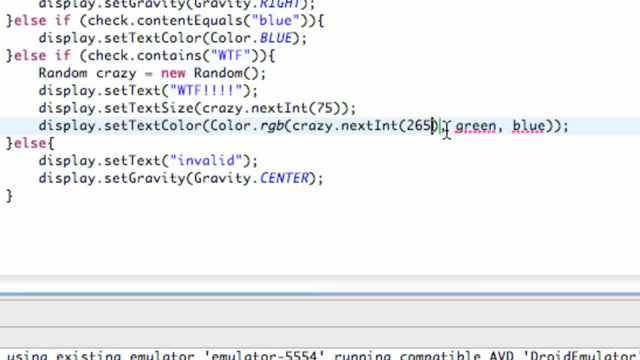 display.setGravity(Gravity.RIGHT);
}else if (check.contentEquals("blue")){
display.setTextColor(Color.BLUE);
}else if (check.contains("WTF")){
Random crazy = new Random();
display.setText("WTF!!!!");
display.setTextSize(crazy.nextInt(75));
display.setTextColor(Color.rgb(crazy.nextInt(265), green, blue));
}else{
display.setText("invalid");
display.setGravity(Gravity.CENTER);
}
using existing emulator 'emulator-5554' running compatible AVD 'DroidEmulator